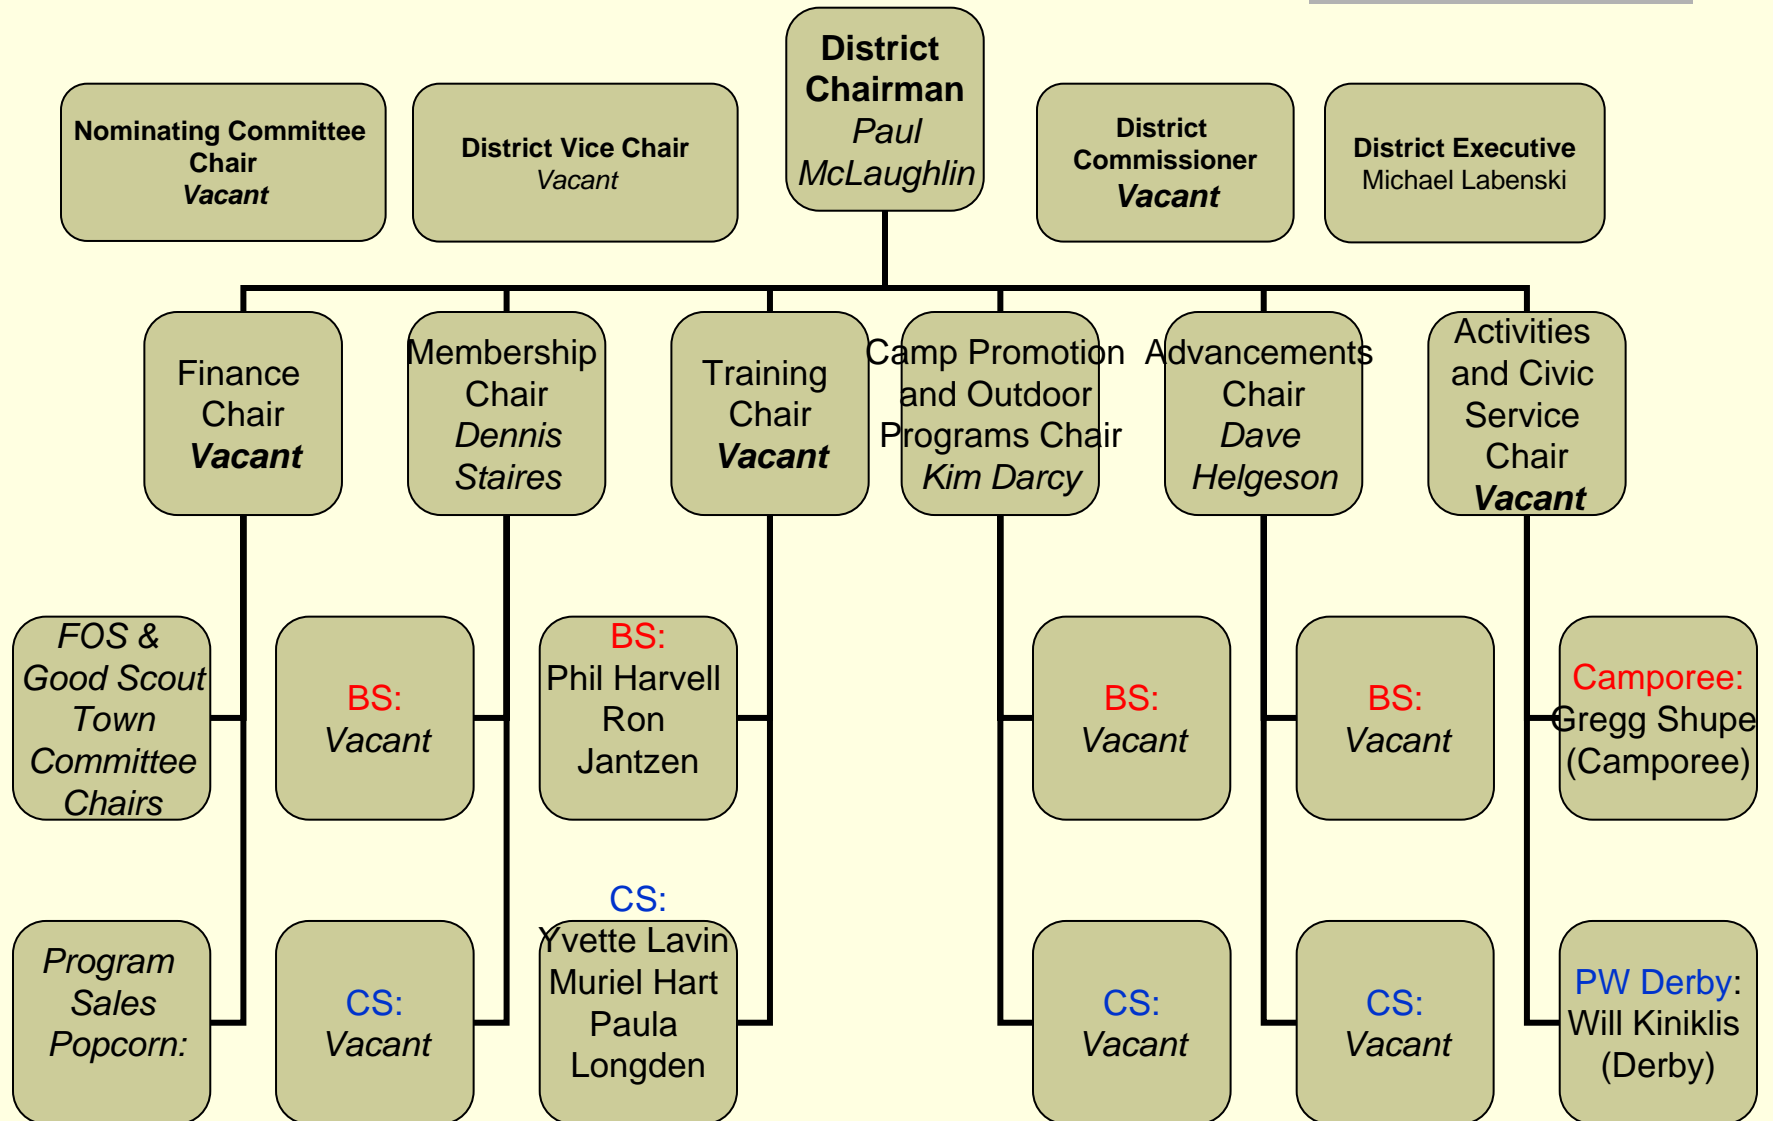 District
Chairman
Paul
McLaughlin
Nominating Committee
Chair
Vacant
District Vice Chair
Vacant
District
Commissioner
Vacant
District Executive
Michael Labenski
Finance
Chair
Vacant
Membership
Chair
Dennis
Staires
Training
Chair
Vacant
Camp Promotion
and Outdoor
Programs Chair
Kim Darcy
Advancements
Chair
Dave
Helgeson
Activities
and Civic
Service
Chair
Vacant
FOS &
Good Scout
Town
Committee
Chairs
BS:
Vacant
BS:
Phil Harvell
Ron
Jantzen
BS:
Vacant
BS:
Vacant
Camporee:
Gregg Shupe
(Camporee)
Program
Sales
Popcorn:
CS:
Vacant
CS:
Yvette Lavin
Muriel Hart
Paula
Longden
CS:
Vacant
CS:
Vacant
PW Derby:
Will Kiniklis
(Derby)